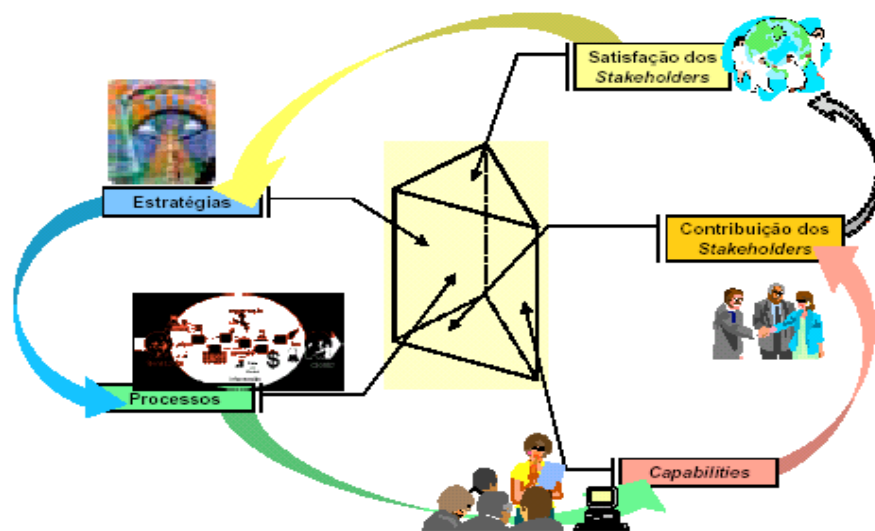 Satisfação dos
Stakeholders
Estratégias
Contribuição dos
Stakeholders
Processos
Capabilities